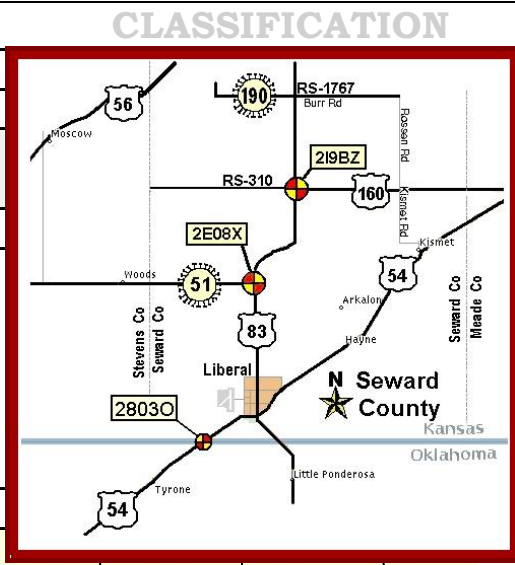 CLASSIFICATION
56
190
RS-1767
Burr Rd
Moscow
Rossen Rd
2I9BZ
RS-310
160
Kismet Rd
2E08X
Kismet
Woods
51
54
Stevens Co
Seward Co
Arkalon
Seward Co
Meade Co
83
Hayne
Liberal
N Seward
County
2803O
Kansas
Oklahoma
Little Ponderosa
Tyrone
54